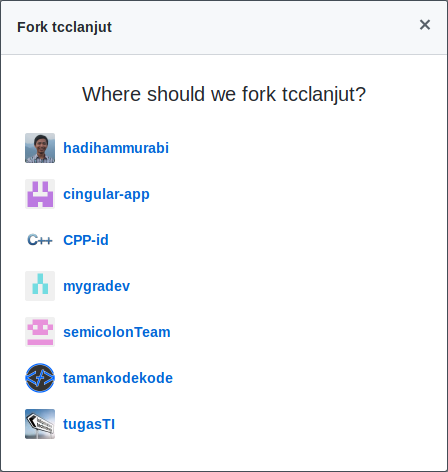 Fork tcclanjut
Where should we fork tcclanjut?
hadihammurabi
cingular-app
C++
CPP-id
mygradev
semicolonTeam
tamankodekode
tugasTI